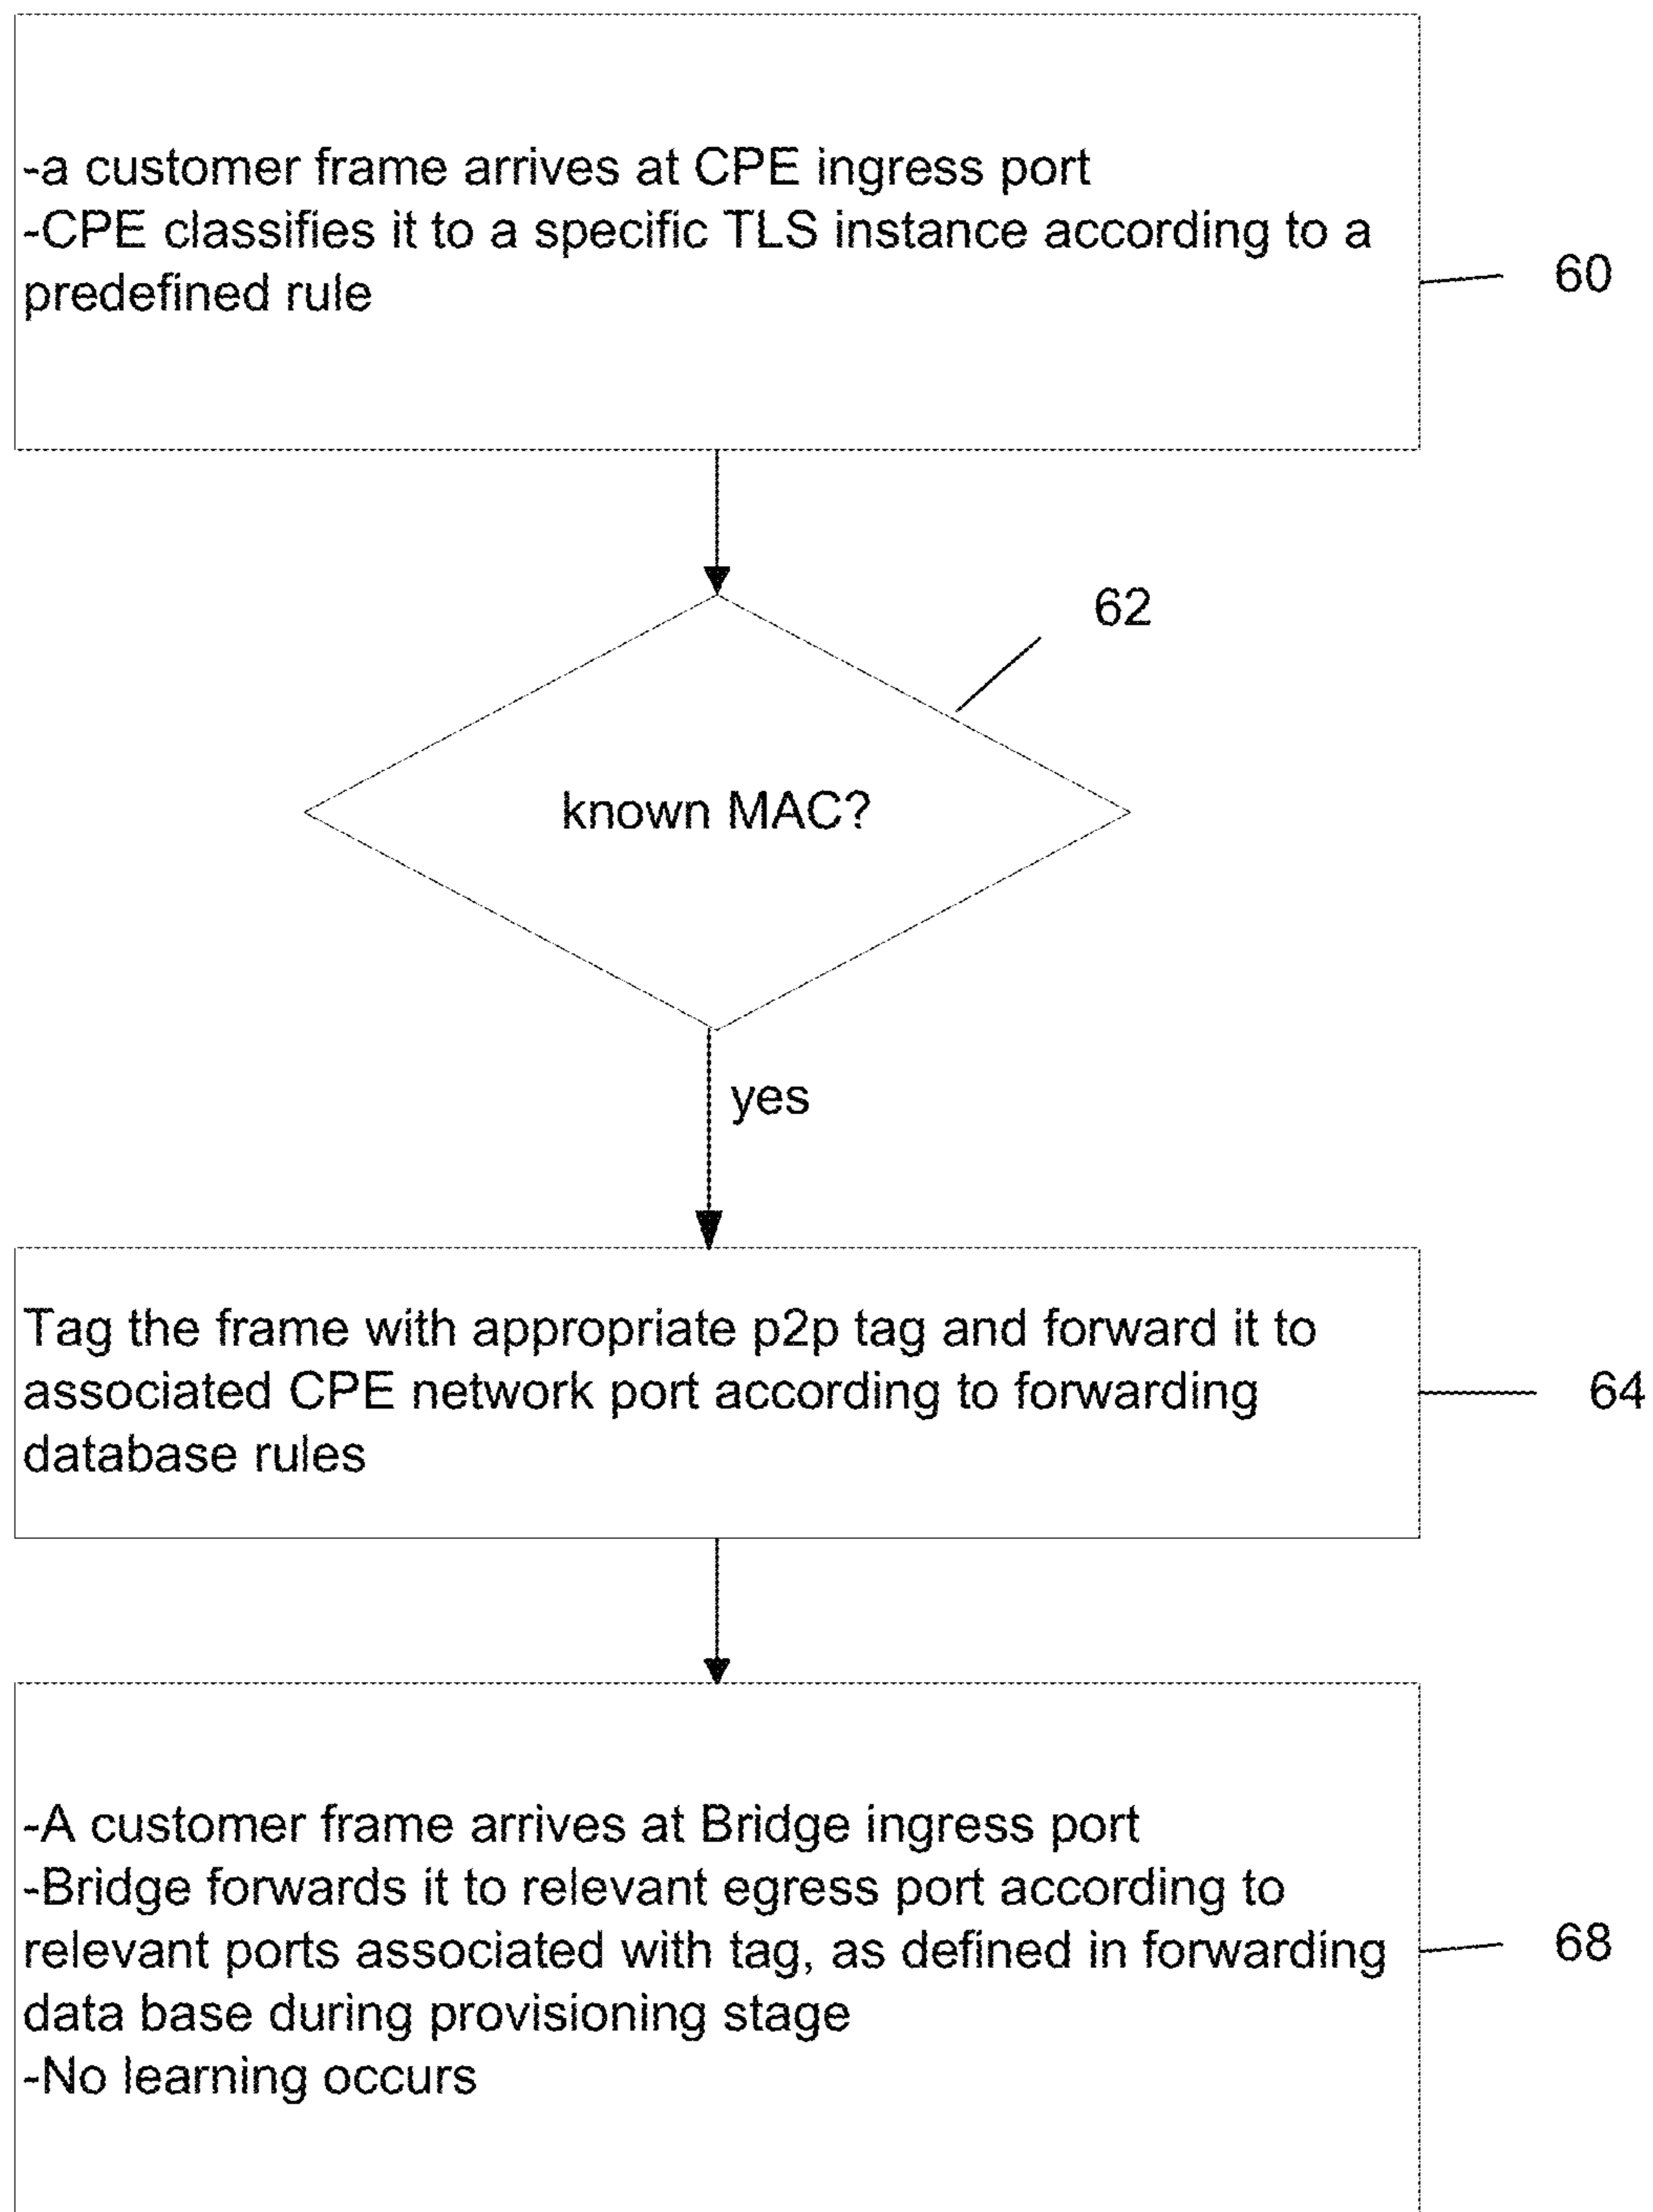 -a customer frame arrives at CPE ingress port
-CPE classifies it to a specific TLS instance according to a
predefined rule
60
62
known MAC?
yes
Tag the frame with appropriate p2p tag and forward it to
associated CPE network port according to forwarding
database rules
64
-A customer frame arrives at Bridge ingress port
-Bridge forwards it to relevant egress port according to
relevant ports associated with tag, as defined in forwarding
data base during provisioning stage
-No learning occurs
68